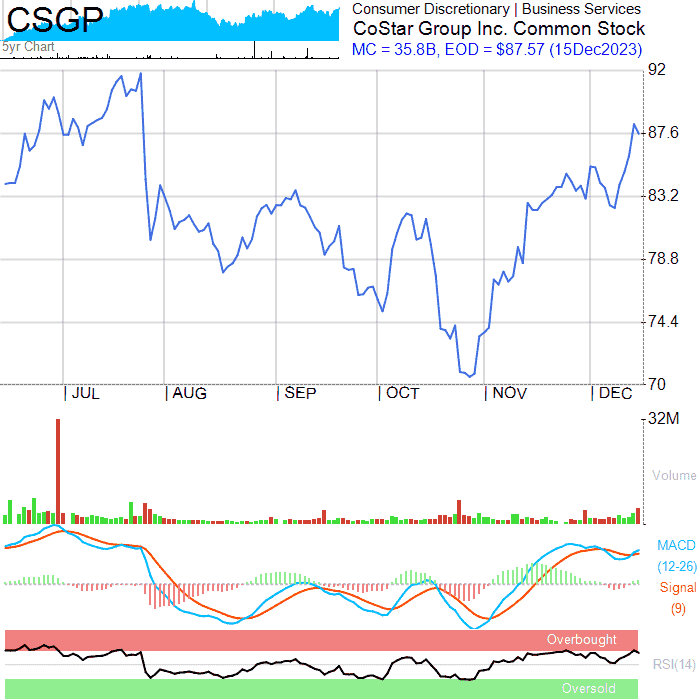 CSGP
5yr Chart
Consumer Discretionary | Business Services
CoStar Group Inc. Common Stock
MC = 35.8B, EOD = $87.57 (15Dec2023)
92
87.6
83.2
78.8
74.4
70
JUL AUG SEP OCT NOV DEC
32M
Volume
MACD
(12-26)
Signal
(9)
Overbought
RSI(14)
Oversold